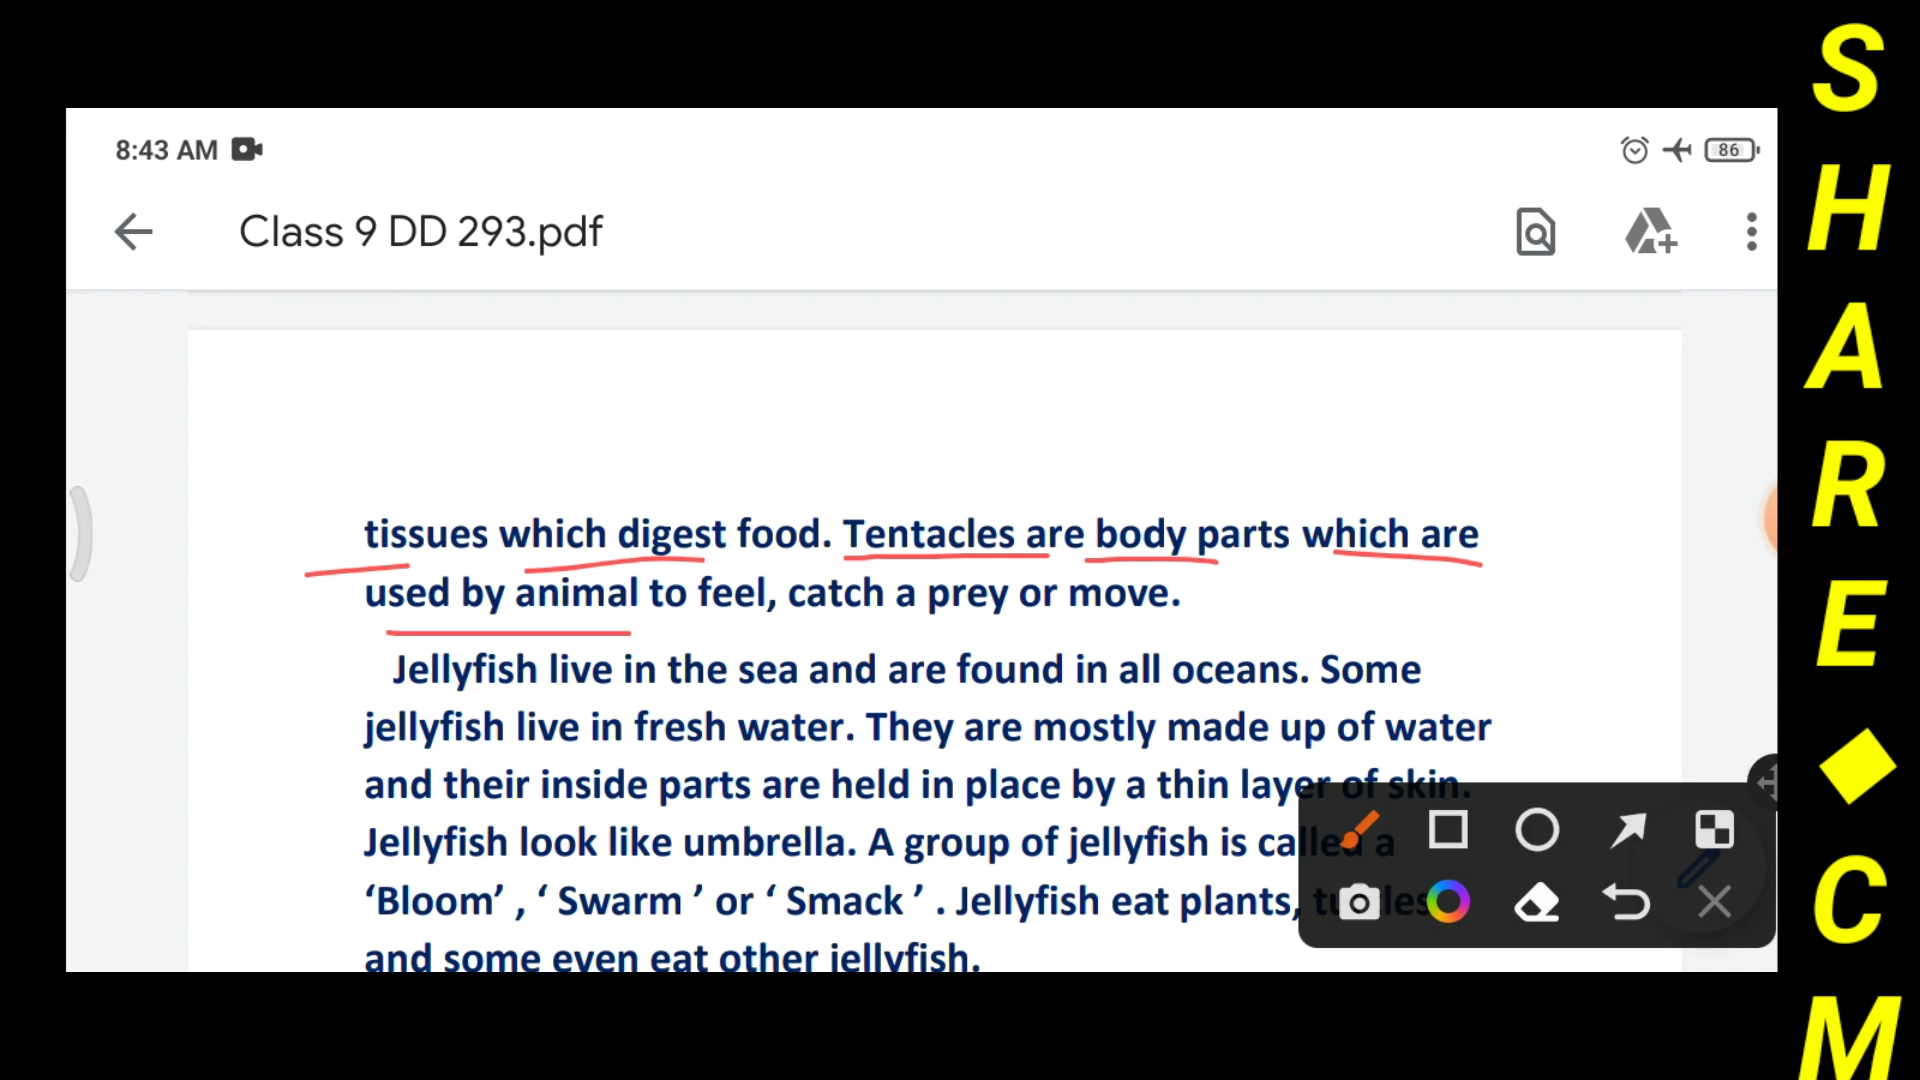 8:43 AM
86
Class 9 DD 293.pdf
tissues which digest food. Tentacles are body parts which are
used by animal to feel, catch a prey or move.
Jellyfish live in the sea and are found in all oceans. Some
jellyfish live in fresh water. They are mostly made up of water
and their inside parts are held in place by a thin layer of skin.
Jellyfish look like umbrella. A group of jellyfish is called a
‘Bloom’ , ‘ Swarm ’ or ‘ Smack ’ . Jellyfish eat plants, turtles
and some even eat other jellyfish.
SHARE◆CM